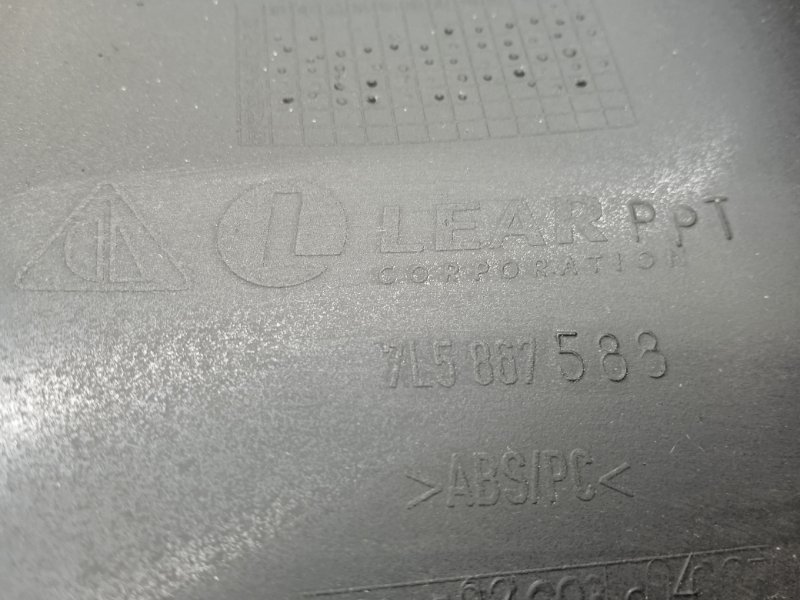 L LEAR PPT
CORPORATION
7L5 867 583
>ABS/PC<